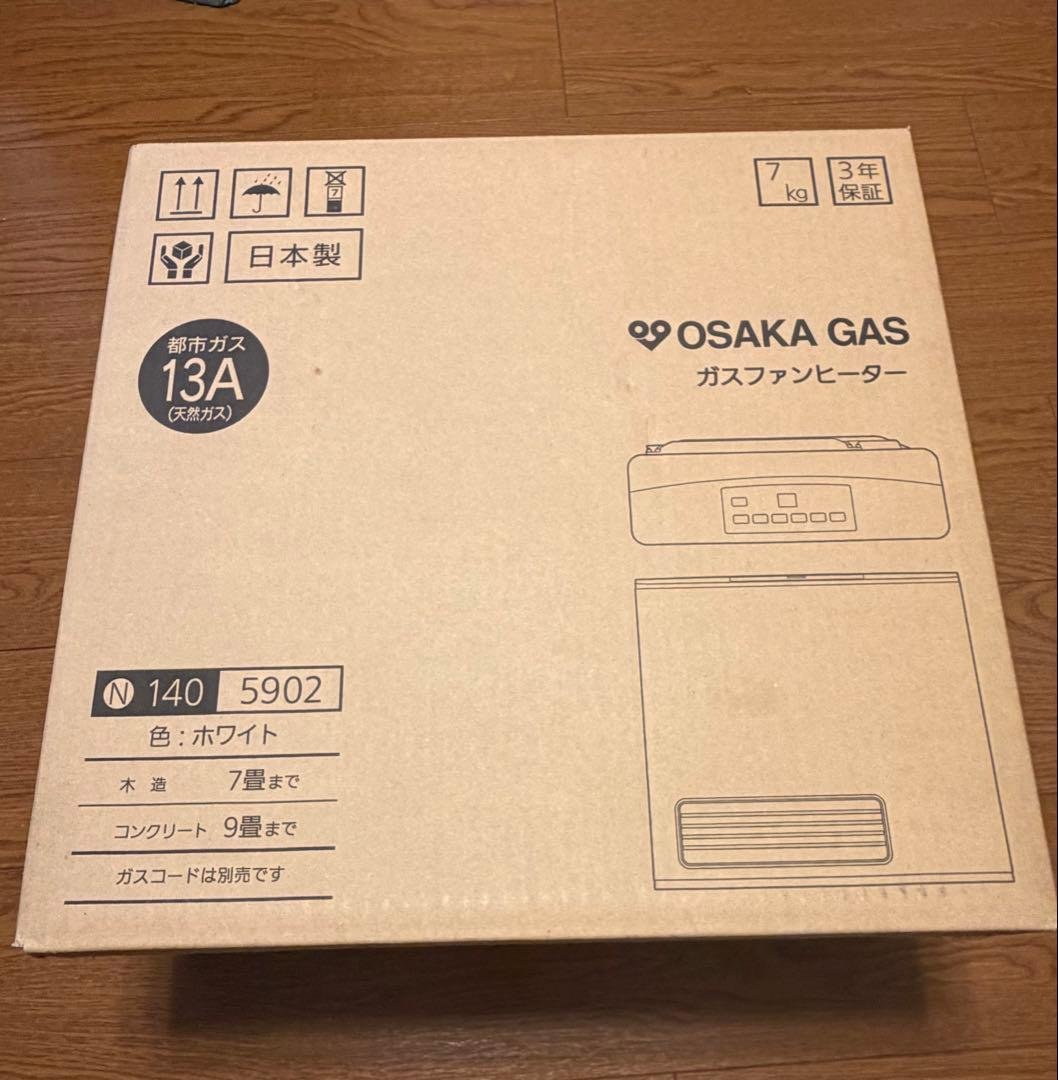 7
kg
3年
保証
7
日本製
都市ガス
13A
(天然ガス)
OSAKA GAS
ガスファンヒーター
N 140 5902
色:ホワイト
木造 7畳まで
コンクリート 9畳まで
ガスコードは別売です